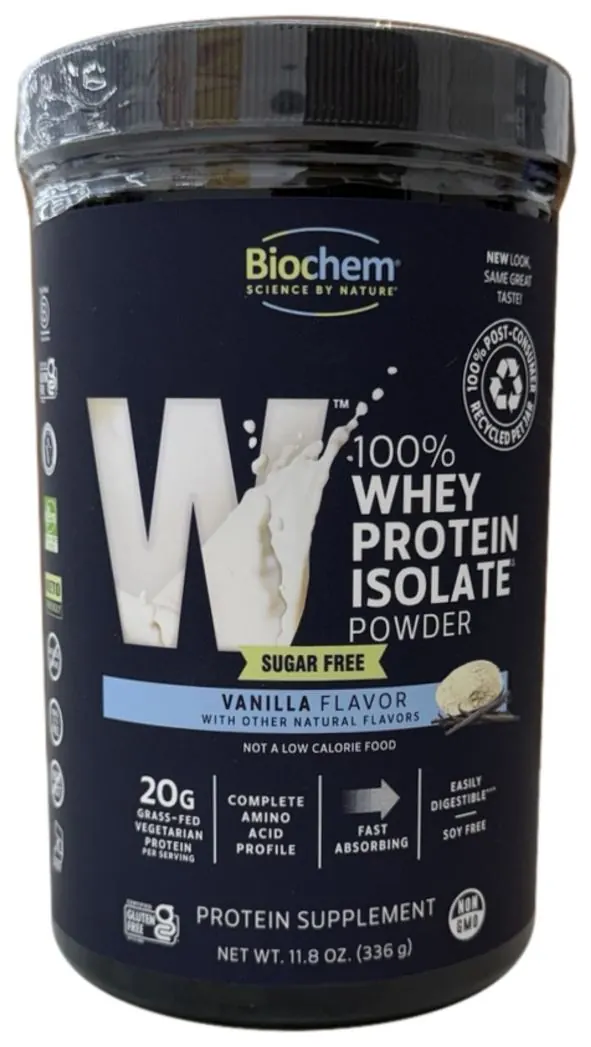 Biochem®
SCIENCE BY NATURE®
NEW LOOK,
SAME GREAT
TASTE!
100% POST-CONSUMER
RECYCLED PET JAR
W™
100%
WHEY
PROTEIN
ISOLATE
POWDER
SUGAR FREE
VANILLA FLAVOR
WITH OTHER NATURAL FLAVORS
NOT A LOW CALORIE FOOD
20G
GRASS-FED
VEGETARIAN
PROTEIN
PER SERVING
COMPLETE
AMINO
ACID
PROFILE
FAST
ABSORBING
EASILY
DIGESTIBLE
SOY FREE
KETO
CERTIFIED
GLUTEN
FREE
PROTEIN SUPPLEMENT
NON
GMO
NET WT. 11.8 OZ. (336 g)